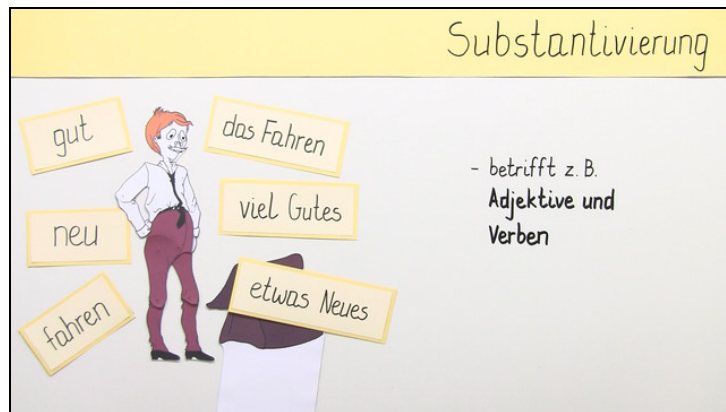 Substantivierung
gut
neu
fahren
das Fahren
viel Gutes
etwas Neues
- betrifft z. B.
Adjektive und
Verben